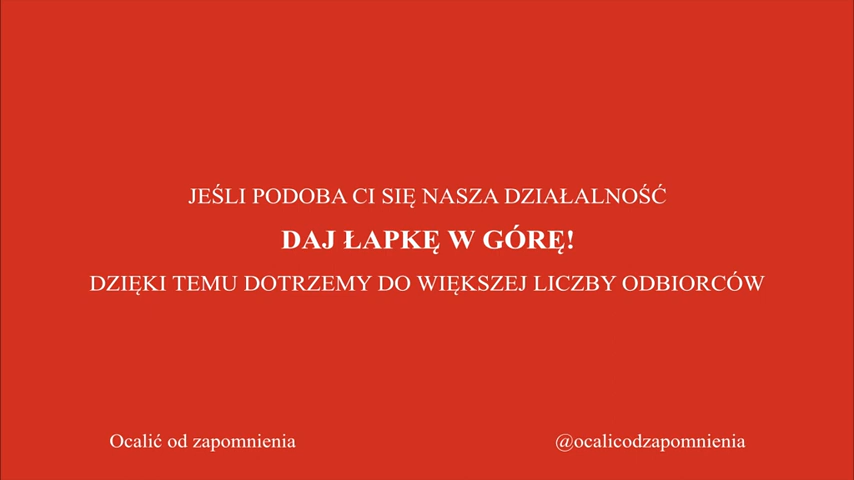 JEŚLI PODOBA CI SIĘ NASZA DZIAŁALNOŚĆ
DAJ ŁAPKĘ W GÓRĘ!
DZIĘKI TEMU DOTRZEMY DO WIĘKSZEJ LICZBY ODBIORCÓW
Ocalić od zapomnienia
@ocalicodzapomnienia